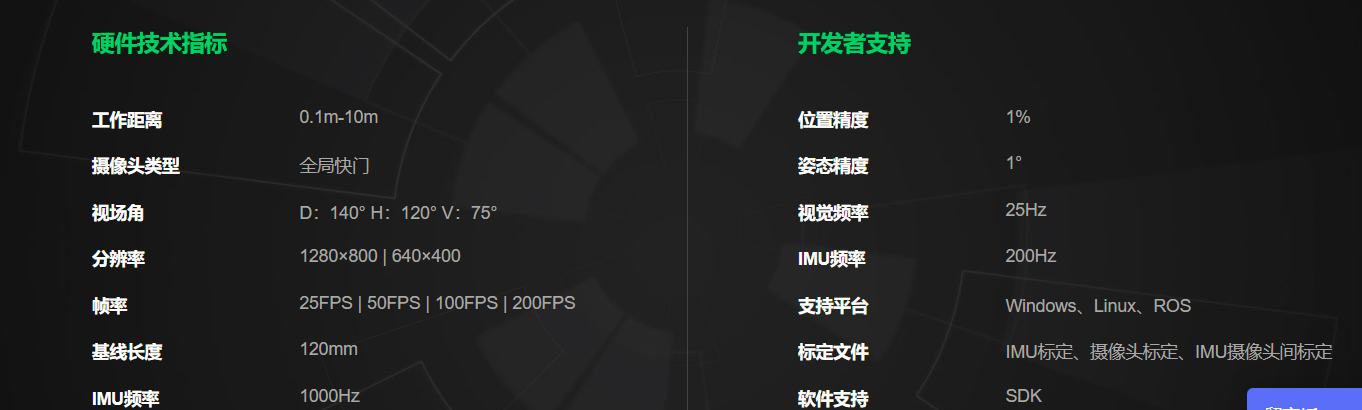 硬件技术指标
工作距离 0.1m-10m
摄像头类型 全局快门
视场角 D：140° H：120° V：75°
分辨率 1280×800 | 640×400
帧率 25FPS | 50FPS | 100FPS | 200FPS
基线长度 120mm
IMU频率 1000Hz
开发者支持
位置精度 1%
姿态精度 1°
视觉频率 25Hz
IMU频率 200Hz
支持平台 Windows、Linux、ROS
标定文件 IMU标定、摄像头标定、IMU摄像头间标定
软件支持 SDK